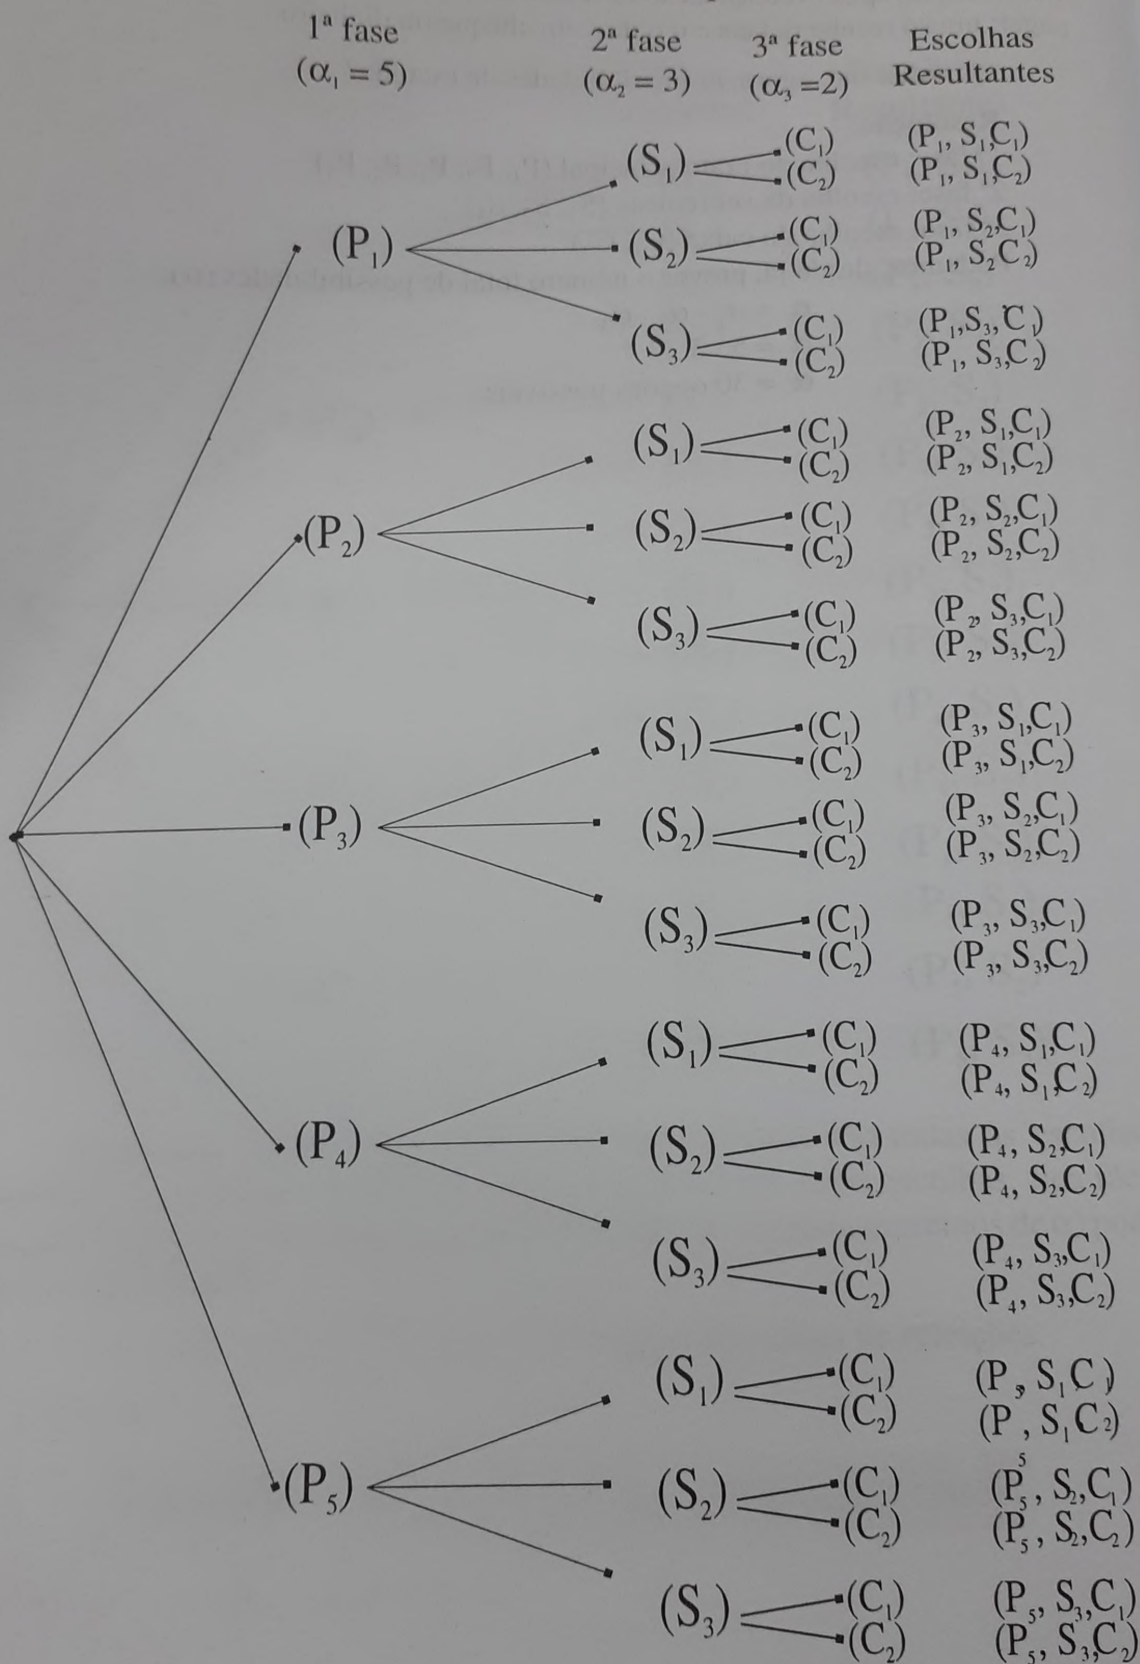 1ª fase 2ª fase 3ª fase Escolhas
(α₁ = 5) (α₂ = 3) (α₃ =2) Resultantes
(S₁) (C₁) (P₁, S₁,C₁)
(C₂) (P₁, S₁,C₂)
(P₁) (S₂) (C₁) (P₁, S₂,C₁)
(C₂) (P₁, S₂C₂)
(S₃) (C₁) (P₁,S₃, C₁)
(C₂) (P₁, S₃,C₂)
(S₁) (C₁) (P₂, S₁,C₁)
(C₂) (P₂, S₁,C₂)
(P₂) (S₂) (C₁) (P₂, S₂,C₁)
(C₂) (P₂, S₂,C₂)
(S₃) (C₁) (P₂, S₃,C₁)
(C₂) (P₂, S₃,C₂)
(S₁) (C₁) (P₃, S₁,C₁)
(C₂) (P₃, S₁,C₂)
(P₃) (S₂) (C₁) (P₃, S₂,C₁)
(C₂) (P₃, S₂,C₂)
(S₃) (C₁) (P₃, S₃,C₁)
(C₂) (P₃, S₃,C₂)
(S₁) (C₁) (P₄, S₁,C₁)
(C₂) (P₄, S₁,C₂)
(P₄) (S₂) (C₁) (P₄, S₂,C₁)
(C₂) (P₄, S₂,C₂)
(S₃) (C₁) (P₄, S₃,C₁)
(C₂) (P₄, S₃,C₂)
(S₁) (C₁) (P₅, S₁C₁)
(C₂) (P₅, S₁C₂)
(P₅) (S₂) (C₁) (P₅, S₂,C₁)
(C₂) (P₅, S₂,C₂)
(S₃) (C₁) (P₅, S₃,C₁)
(C₂) (P₅, S₃,C₂)